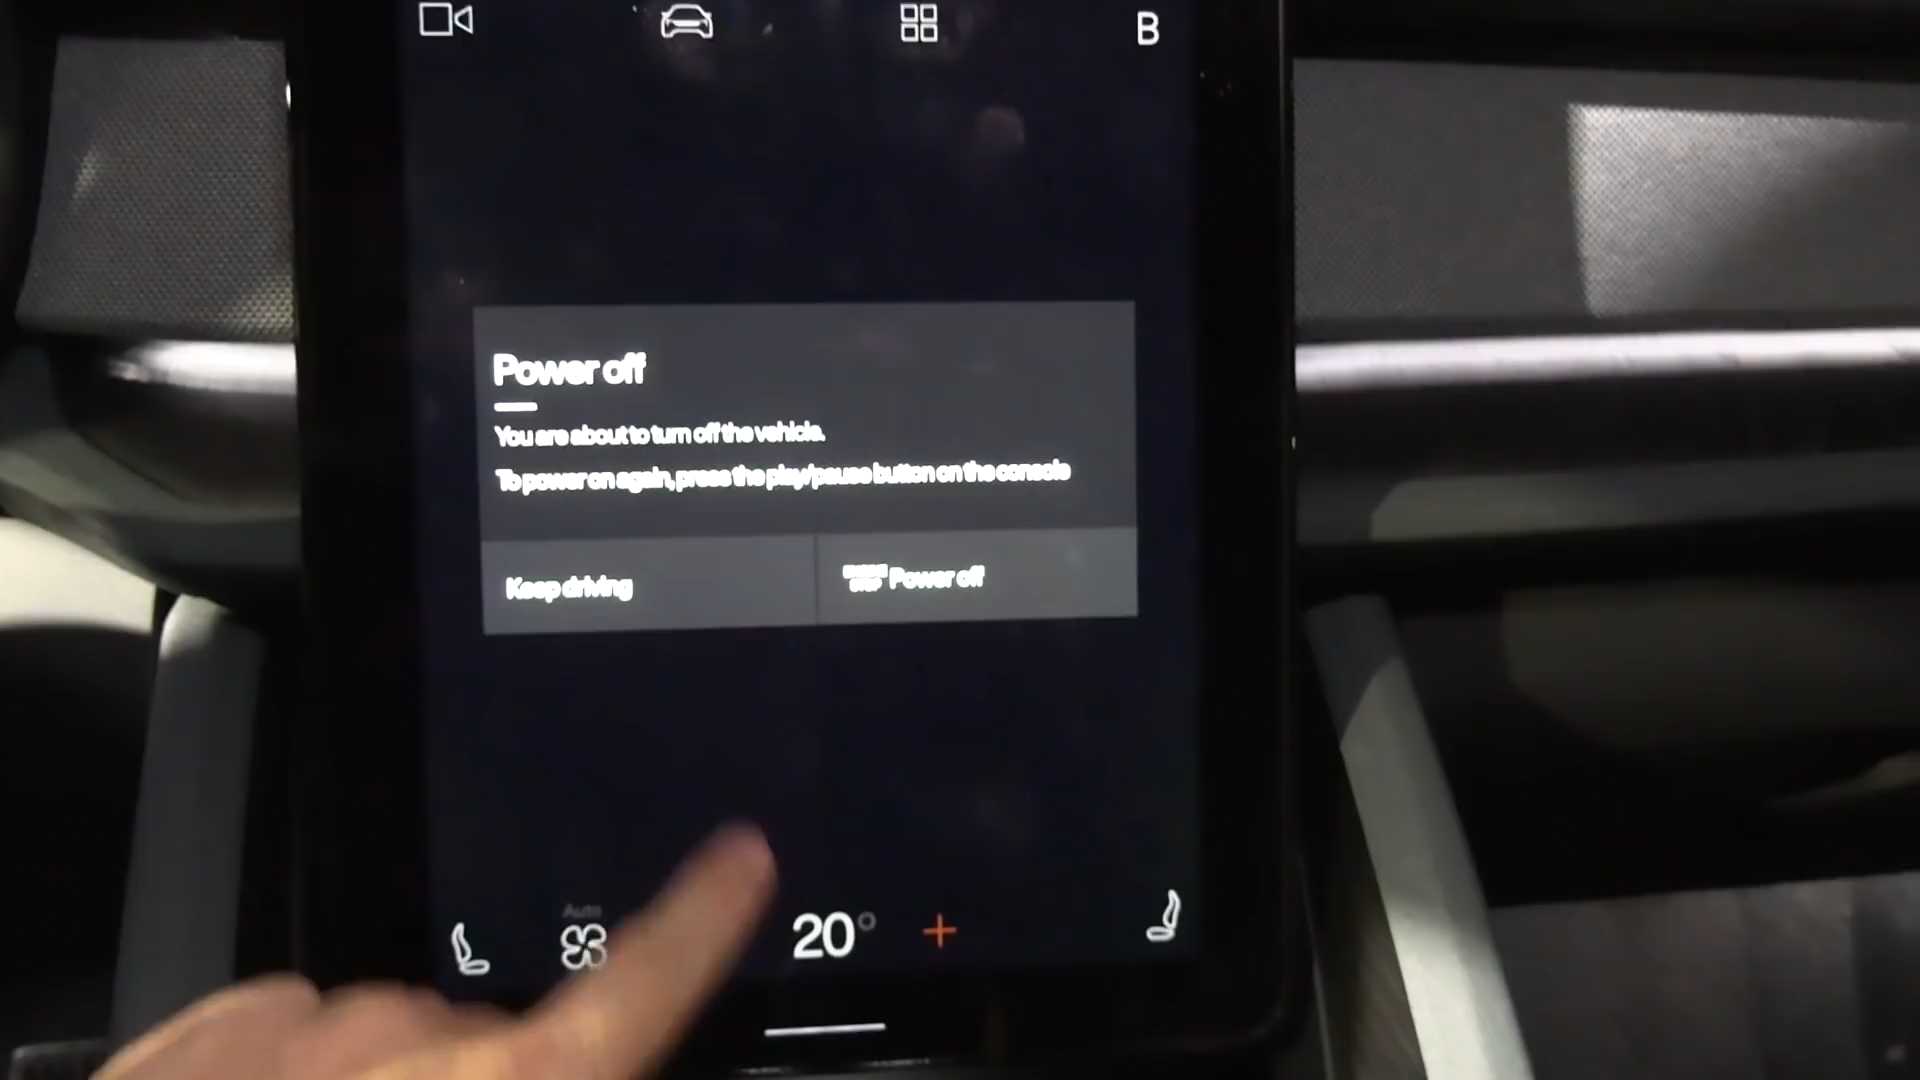 B
Power off
You are about to turn off the vehicle.
To power on again, press the play/pause button on the console
Keep driving
Power off
Auto
20°